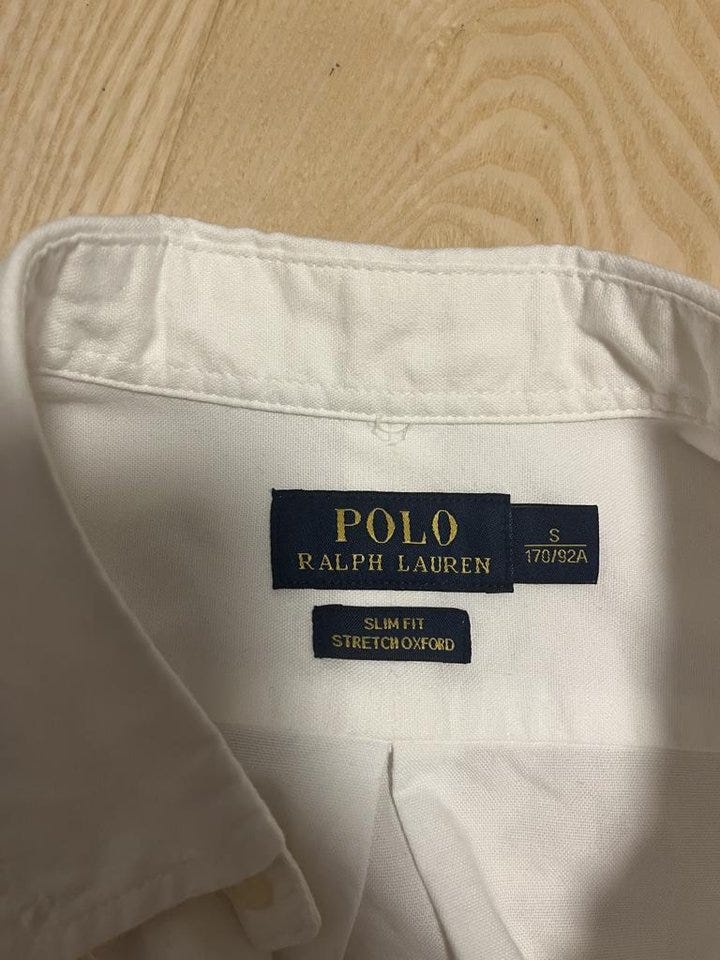 POLO
RALPH LAUREN
S
170/92A
SLIM FIT
STRETCH OXFORD